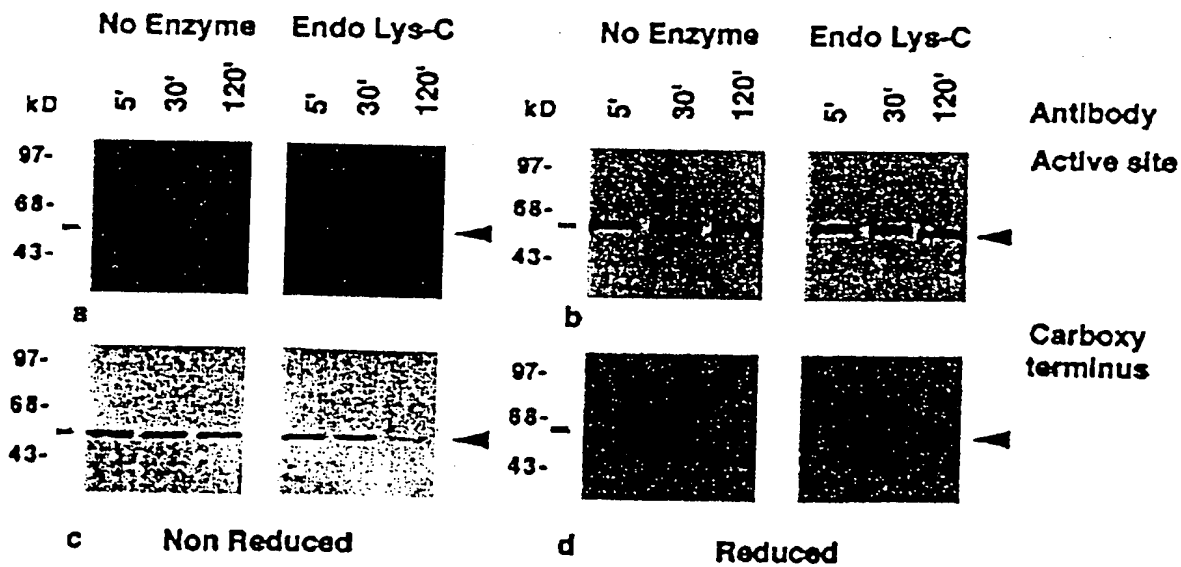 No Enzyme Endo Lys-C
kD 5' 30' 120' 5' 30' 120'
97-
68-
43-
a
No Enzyme Endo Lys-C
kD 5' 30' 120' 5' 30' 120'
97-
68-
43-
b
Antibody
Active site
97-
68-
43-
c
Non Reduced
97-
68-
43-
d
Reduced
Carboxy
terminus